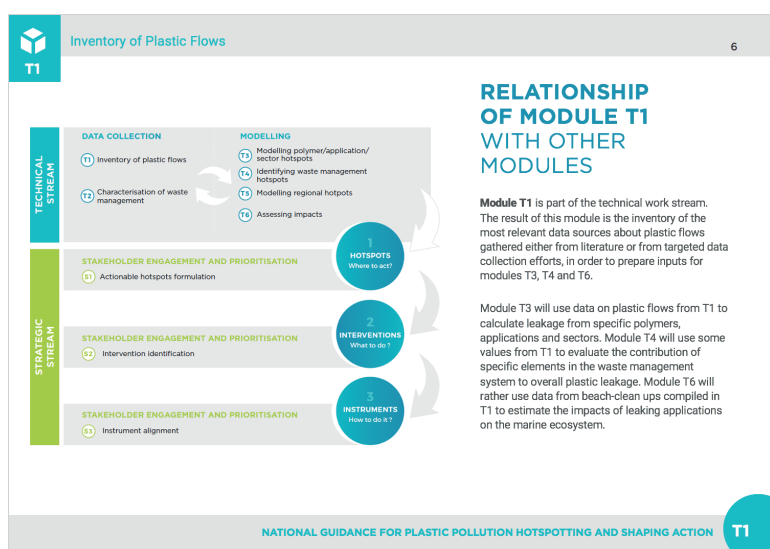 Inventory of Plastic Flows
6
T1
RELATIONSHIP
OF MODULE T1
WITH OTHER
MODULES
Module T1 is part of the technical work stream.
The result of this module is the inventory of the
most relevant data sources about plastic flows
gathered either from literature or from targeted data
collection efforts, in order to prepare inputs for
modules T3, T4 and T6.
Module T3 will use data on plastic flows from T1 to
calculate leakage from specific polymers,
applications and sectors. Module T4 will use some
values from T1 to evaluate the contribution of
specific elements in the waste management
system to overall plastic leakage. Module T6 will
rather use data from beach-clean ups compiled in
T1 to estimate the impacts of leaking applications
on the marine ecosystem.
TECHNICAL
STREAM
DATA COLLECTION
T1 Inventory of plastic flows
T2 Characterisation of waste
management
MODELLING
T3 Modelling polymer/application/
sector hotspots
T4 Identifying waste management
hotspots
T5 Modelling regional hotpots
T6 Assessing impacts
STRATEGIC
STREAM
STAKEHOLDER ENGAGEMENT AND PRIORITISATION
S1 Actionable hotspots formulation
1
HOTSPOTS
Where to act?
STAKEHOLDER ENGAGEMENT AND PRIORITISATION
S2 Intervention identification
2
INTERVENTIONS
What to do ?
STAKEHOLDER ENGAGEMENT AND PRIORITISATION
S3 Instrument alignment
3
INSTRUMENTS
How to do it ?
NATIONAL GUIDANCE FOR PLASTIC POLLUTION HOTSPOTTING AND SHAPING ACTION
T1